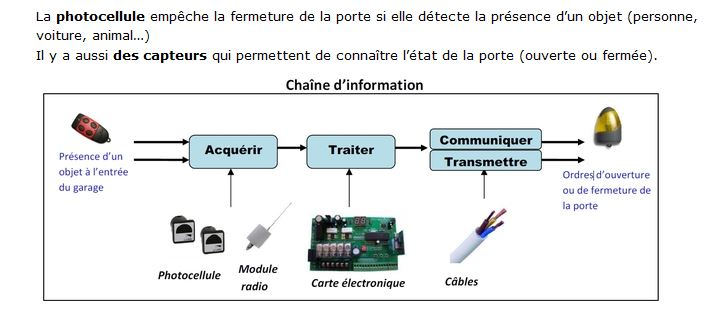 La photocellule empêche la fermeture de la porte si elle détecte la présence d'un objet (personne,
voiture, animal…)
Il y a aussi des capteurs qui permettent de connaître l'état de la porte (ouverte ou fermée).
Chaîne d'information
Présence d'un
objet à l'entrée
du garage
Acquérir
Traiter
Communiquer
Transmettre
Ordres d'ouverture
ou de fermeture de
la porte
Photocellule
Module
radio
Carte électronique
Câbles